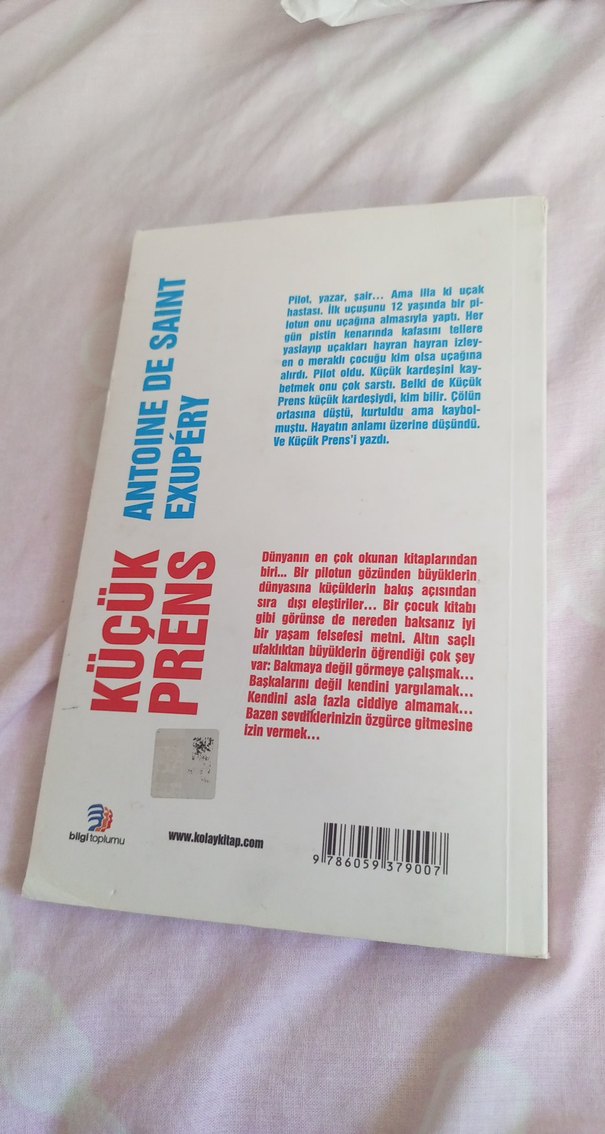 ANTOINE DE SAINT
EXUPÉRY
Pilot, yazar, şair... Ama illa ki uçak
hastası. İlk uçuşunu 12 yaşında bir pi-
lotun onu uçağına almasıyla yaptı. Her
gün pistin kenarında kafasını tellere
yaslayıp uçakları hayran hayran izley-
en o meraklı çocuğu kim olsa uçağına
alırdı. Pilot oldu. Küçük kardeşini kay-
betmek onu çok sarstı. Belki de Küçük
Prens küçük kardeşiydi, kim bilir. Çölün
ortasına düştü, kurtuldu ama kaybol-
muştu. Hayatın anlamı üzerine düşündü.
Ve Küçük Prens'i yazdı.
KÜÇÜK
PRENS
Dünyanın en çok okunan kitaplarından
biri... Bir pilotun gözünden büyüklerin
dünyasına küçüklerin bakış açısından
sıra dışı eleştiriler... Bir çocuk kitabı
gibi görünse de nereden baksanız iyi
bir yaşam felsefesi metni. Altın saçlı
ufaklıktan büyüklerin öğrendiği çok şey
var: Bakmaya değil görmeye çalışmak...
Başkalarını değil kendini yargılamak...
Kendini asla fazla ciddiye almamak...
Bazen sevdiklerinizin özgürce gitmesine
izin vermek...
bilgi toplumu
www.kolaykitap.com
9 786059 379007